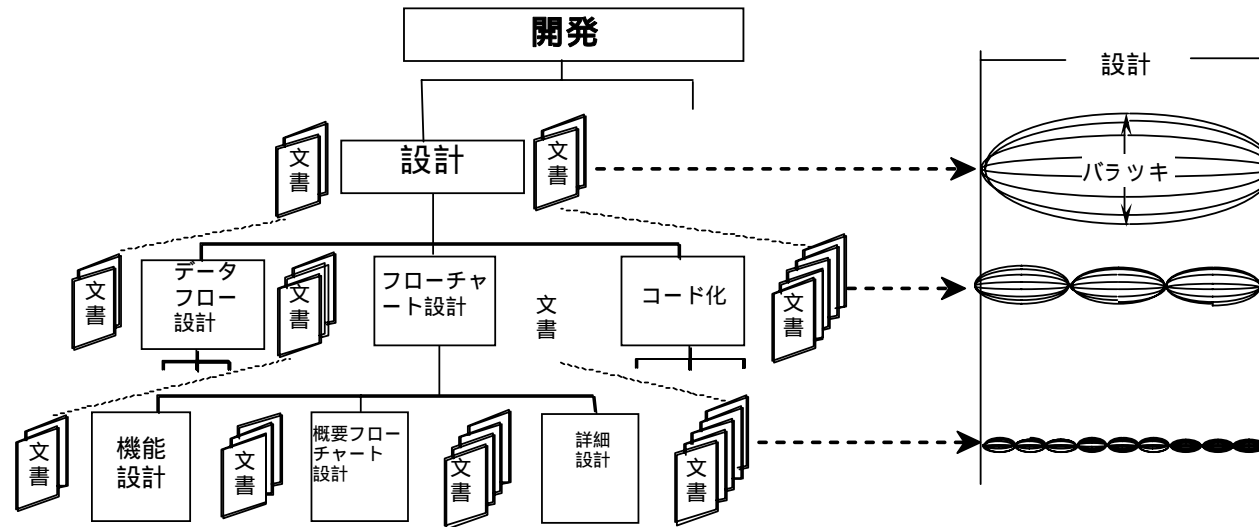 開発
設計
文
書
設計
文
書
バラッキ
文
書
データ
フロー
設計
文
書
フローチャ
ート設計
文
書
コード化
文
書
文
書
機能
設計
文
書
概要フロー
チャート
設計
文
書
詳細
設計
文
書